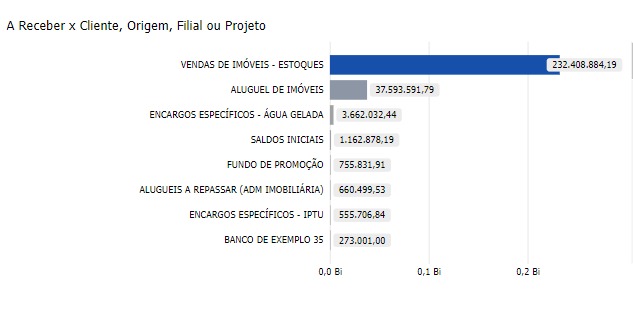 A Receber x Cliente, Origem, Filial ou Projeto
VENDAS DE IMÓVEIS - ESTOQUES 232.408.884,19
ALUGUEL DE IMÓVEIS 37.593.591,79
ENCARGOS ESPECÍFICOS - ÁGUA GELADA 3.662.032,44
SALDOS INICIAIS 1.162.878,19
FUNDO DE PROMOÇÃO 755.831,91
ALUGUEIS A REPASSAR (ADM IMOBILIÁRIA) 660.499,53
ENCARGOS ESPECÍFICOS - IPTU 555.706,84
BANCO DE EXEMPLO 35 273.001,00
0,0 Bi 0,1 Bi 0,2 Bi